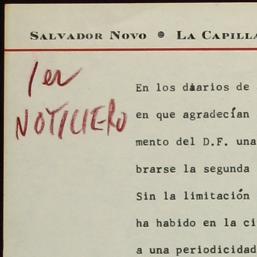 SALVADOR NOVO ● LA CAPILLA
1er
NOTICIERO
En los diarios de
en que agradecían
mento del D.F. una
brarse la segunda
Sin la limitación
ha habido en la ci
a una periodicidad